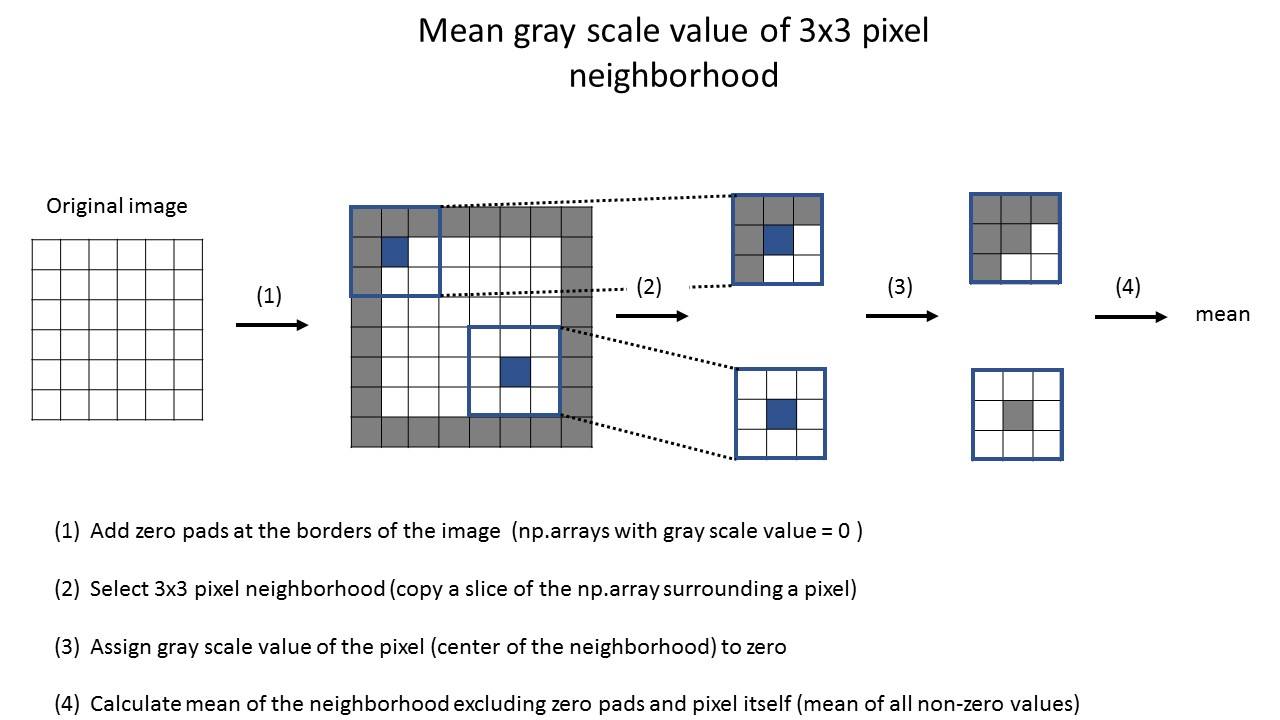 Mean gray scale value of 3x3 pixel
neighborhood
Original image
(1)
(2)
(3)
(4)
mean
(1) Add zero pads at the borders of the image (np.arrays with gray scale value = 0 )
(2) Select 3x3 pixel neighborhood (copy a slice of the np.array surrounding a pixel)
(3) Assign gray scale value of the pixel (center of the neighborhood) to zero
(4) Calculate mean of the neighborhood excluding zero pads and pixel itself (mean of all non-zero values)